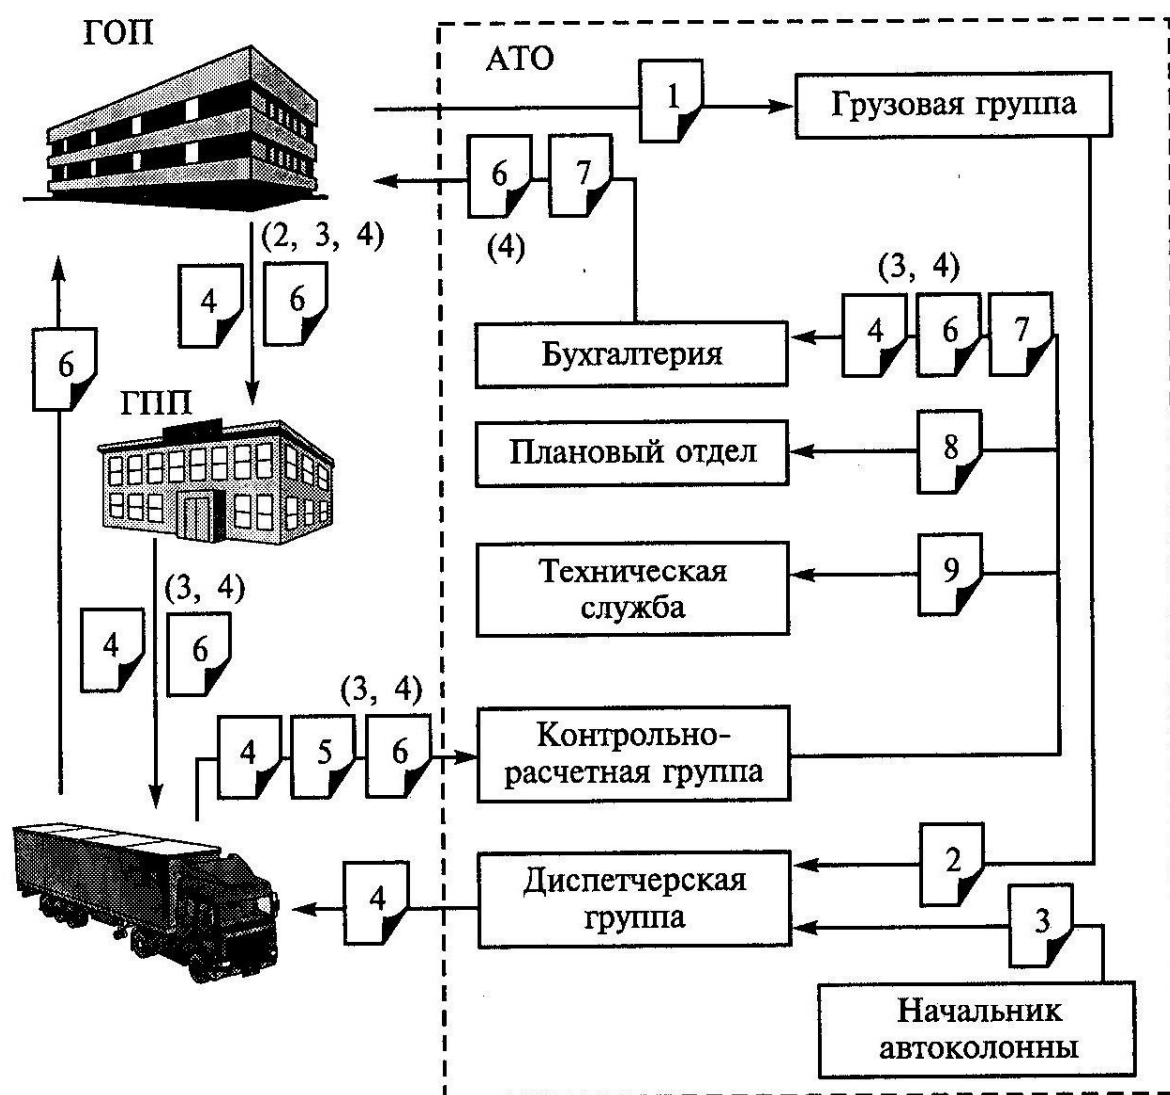 ГОП
АТО
1
Грузовая группа
6
7
(4)
(2, 3, 4)
4
6
(3, 4)
4
6
7
Бухгалтерия
6
ГПП
Плановый отдел
8
Техническая
служба
9
(3, 4)
4
6
(3, 4)
4
5
6
Контрольно-
расчетная группа
2
Диспетчерская
группа
4
3
Начальник
автоколонны